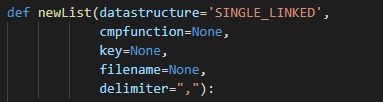 def newList(datastructure='SINGLE_LINKED',
            cmpfunction=None,
            key=None,
            filename=None,
            delimiter=","):